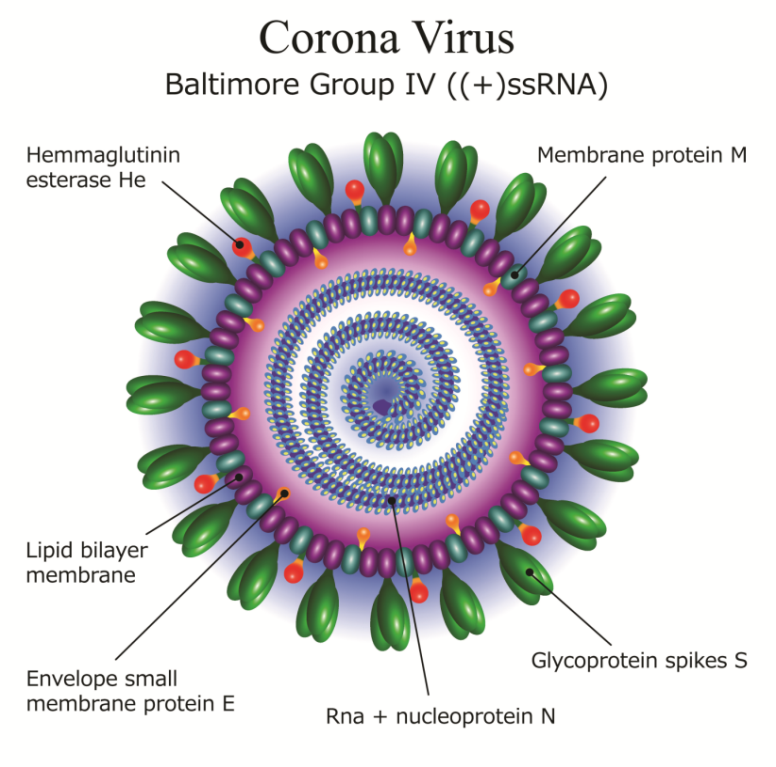 Corona Virus
Baltimore Group IV ((+)ssRNA)
Hemmaglutinin
esterase He
Membrane protein M
Lipid bilayer
membrane
Envelope small
membrane protein E
Glycoprotein spikes S
Rna + nucleoprotein N